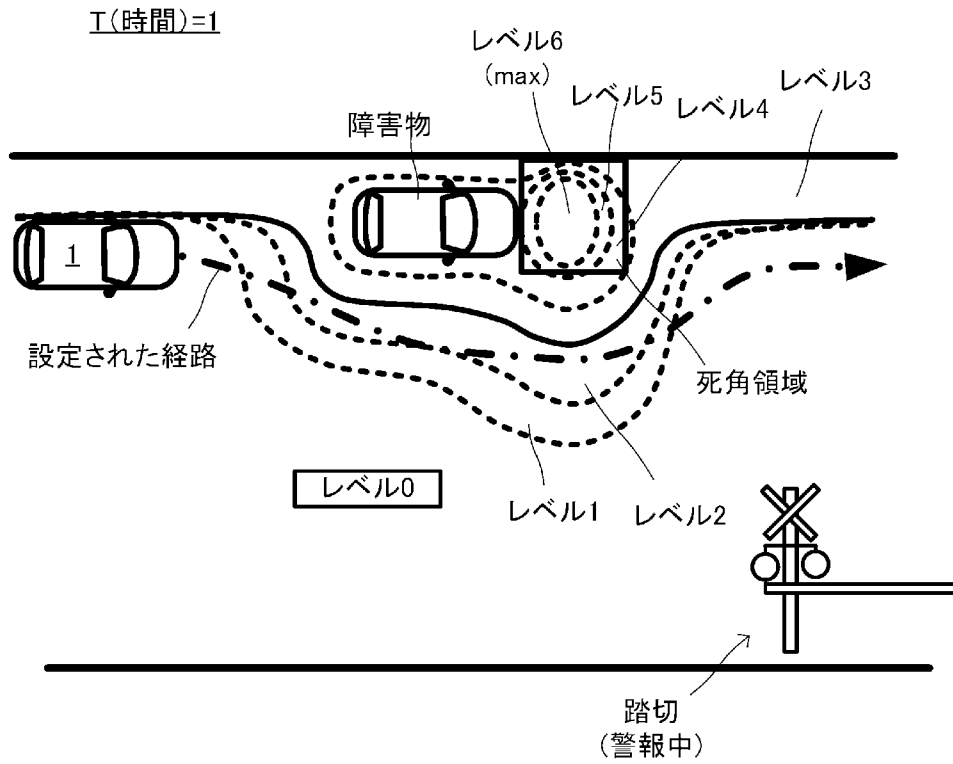 T(時間)=1
レベル6
(max)
レベル5
レベル4
レベル3
障害物
1
設定された経路
死角領域
レベル0
レベル1
レベル2
踏切
(警報中)